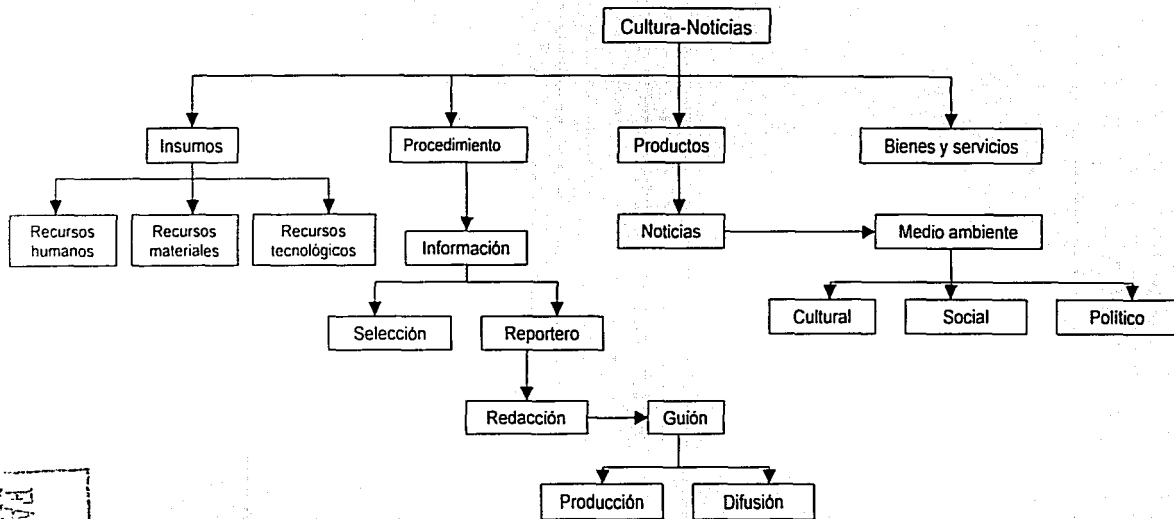 Cultura-Noticias
Insumos
Procedimiento
Productos
Bienes y servicios
Recursos
humanos
Recursos
materiales
Recursos
tecnológicos
Información
Noticias
Medio ambiente
Selección
Reportero
Cultural
Social
Político
Redacción
Guión
Producción
Difusión